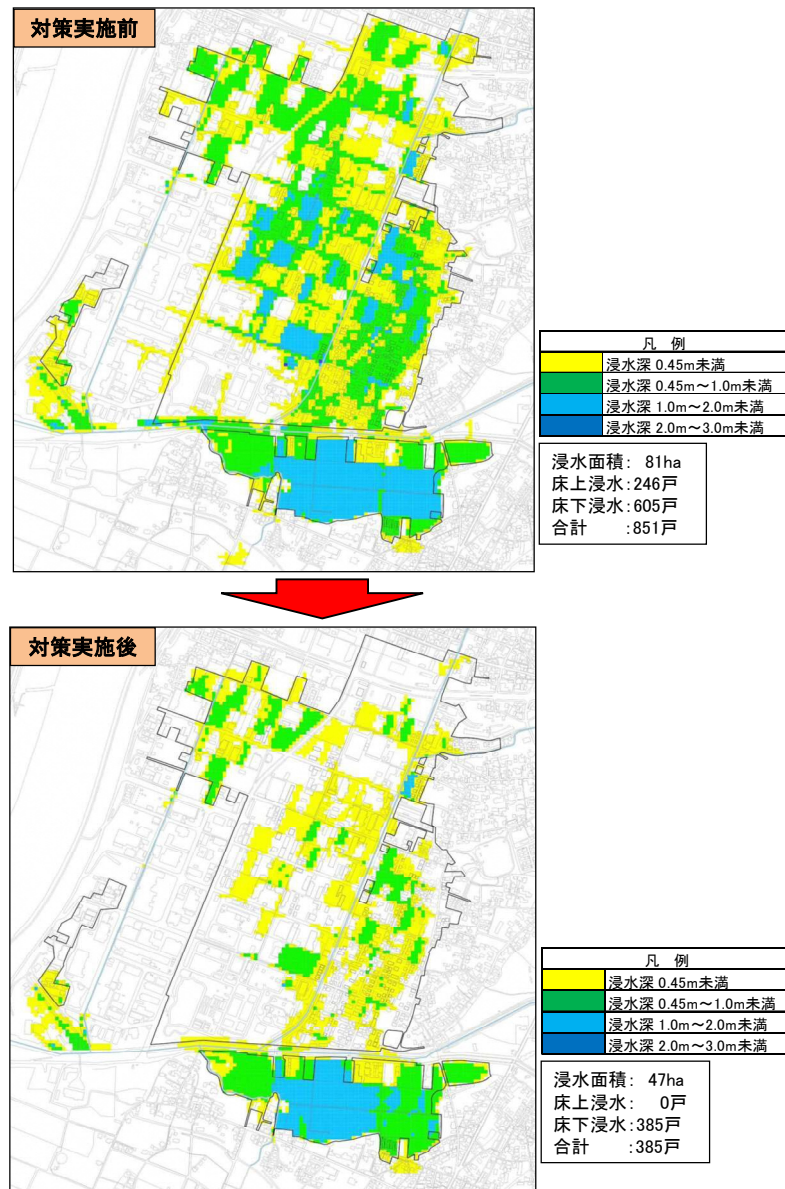 対策実施前
凡 例
浸水深 0.45m未満
浸水深 0.45m～1.0m未満
浸水深 1.0m～2.0m未満
浸水深 2.0m～3.0m未満
浸水面積： 81ha
床上浸水：246戸
床下浸水：605戸
合計　　：851戸
対策実施後
凡 例
浸水深 0.45m未満
浸水深 0.45m～1.0m未満
浸水深 1.0m～2.0m未満
浸水深 2.0m～3.0m未満
浸水面積： 47ha
床上浸水： 0戸
床下浸水：385戸
合計　　：385戸